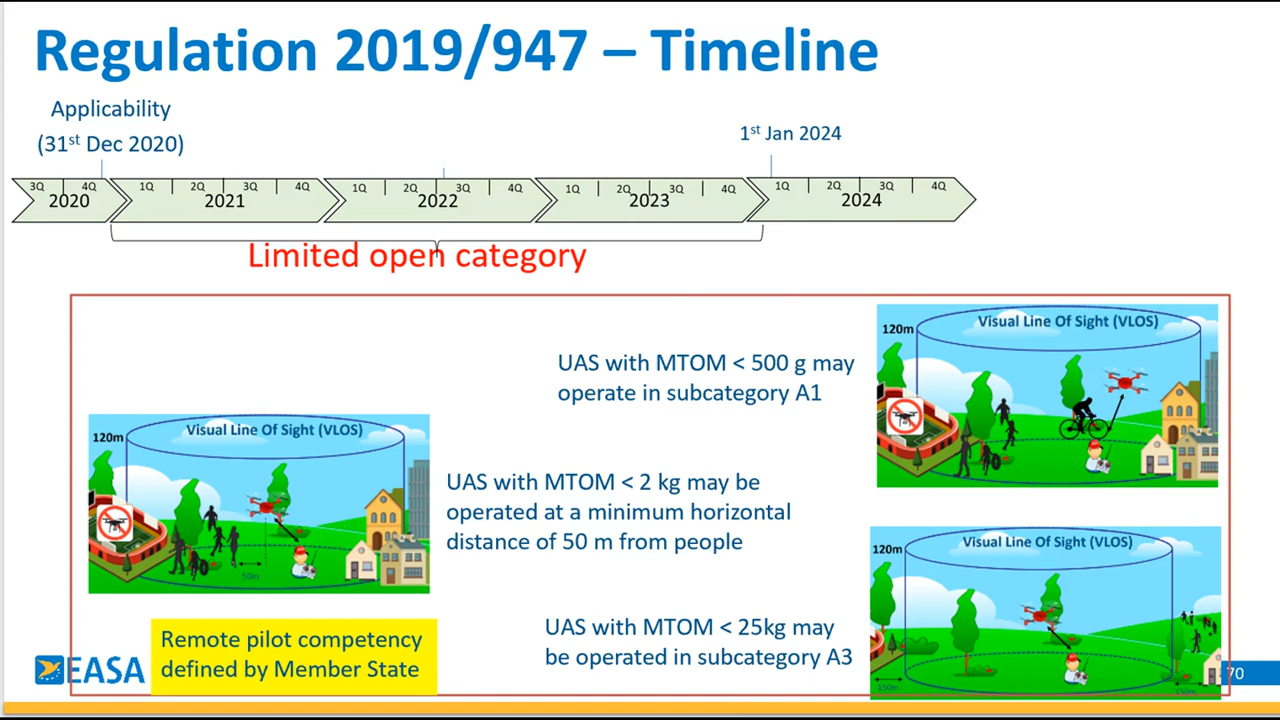 Regulation 2019/947 – Timeline
Applicability
(31st Dec 2020)
1st Jan 2024
3Q 4Q 1Q 2Q 3Q 4Q 1Q 2Q 3Q 4Q 1Q 2Q 3Q 4Q 1Q 2Q 3Q 4Q
2020 2021 2022 2023 2024
Limited open category
Visual Line Of Sight (VLOS)
120m
UAS with MTOM < 500 g may
operate in subcategory A1
Visual Line Of Sight (VLOS)
120m
50m
UAS with MTOM < 2 kg may be
operated at a minimum horizontal
distance of 50 m from people
Visual Line Of Sight (VLOS)
120m
150m
150m
UAS with MTOM < 25kg may
be operated in subcategory A3
Remote pilot competency
defined by Member State
EASA
70